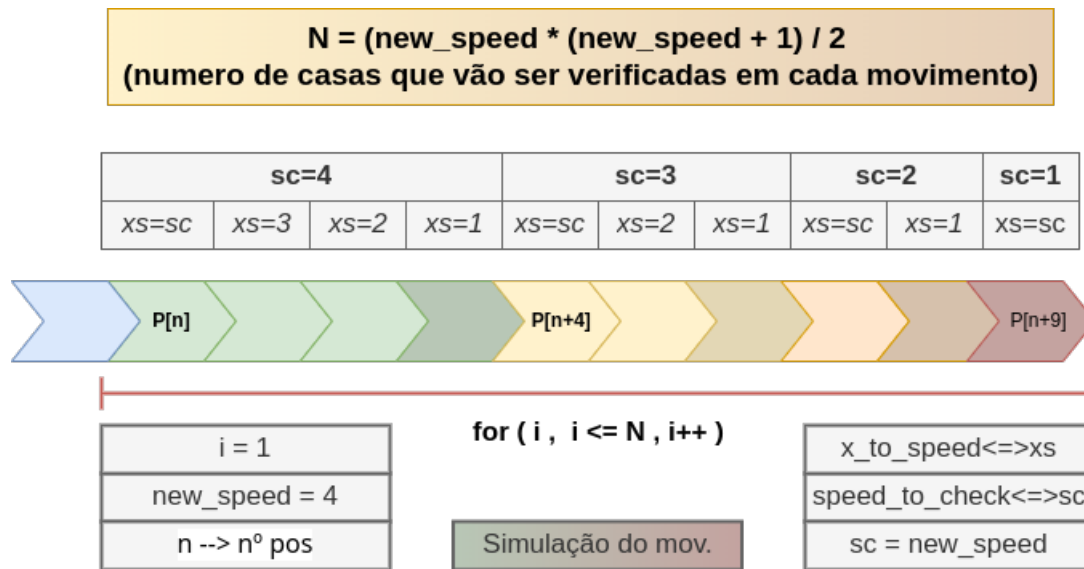 N = (new_speed * (new_speed + 1) / 2
(numero de casas que vão ser verificadas em cada movimento)
sc=4 sc=3 sc=2 sc=1
xs=sc xs=3 xs=2 xs=1 xs=sc xs=2 xs=1 xs=sc xs=1 xs=sc
P[n] P[n+4] P[n+9]
for ( i , i <= N , i++ )
i = 1
new_speed = 4
n --> nº pos
Simulação do mov.
x_to_speed<=>xs
speed_to_check<=>sc
sc = new_speed